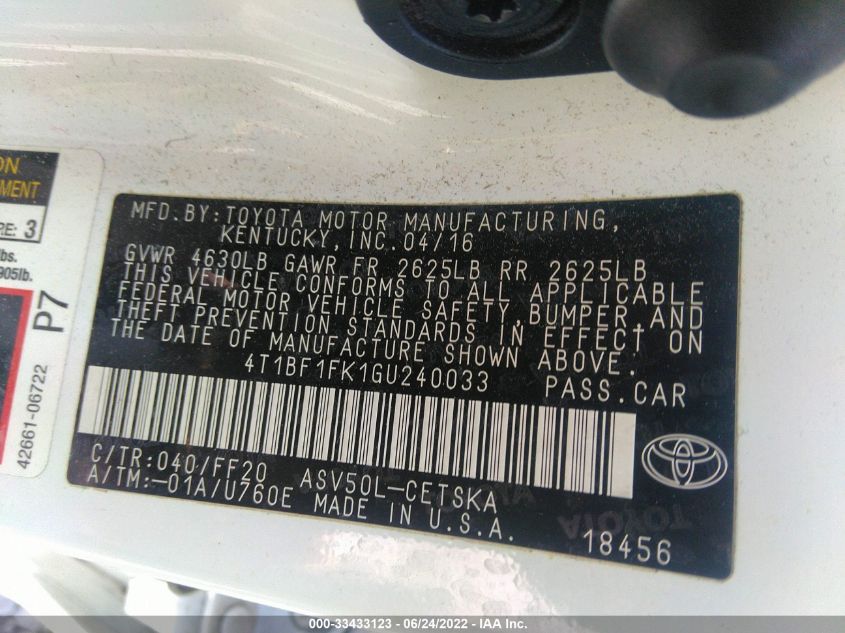 MFD.BY:TOYOTA MOTOR MANUFACTURING,
KENTUCKY, INC. 04/16
GVWR 4630LB GAWR FR 2625LB RR 2625LB
THIS VEHICLE CONFORMS TO ALL APPLICABLE
FEDERAL MOTOR VEHICLE SAFETY, BUMPER, AND
THEFT PREVENTION STANDARDS IN EFFECT ON
THE DATE OF MANUFACTURE SHOWN ABOVE.
4T1BF1FK1GU240033 PASS.CAR
C/TR:040/FF20 ASV50L-CETSKA
A/TM:-01A/U760E MADE IN U.S.A.
18456
TOYOTA
3
905lb.
P7
42661-06722
000-33433123 - 06/24/2022 - IAA Inc.